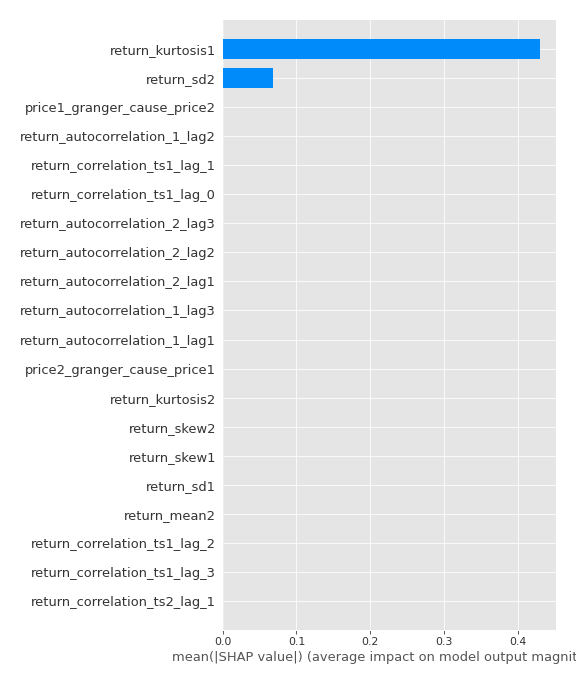 return_kurtosis1
return_sd2
price1_granger_cause_price2
return_autocorrelation_1_lag2
return_correlation_ts1_lag_1
return_correlation_ts1_lag_0
return_autocorrelation_2_lag3
return_autocorrelation_2_lag2
return_autocorrelation_2_lag1
return_autocorrelation_1_lag3
return_autocorrelation_1_lag1
price2_granger_cause_price1
return_kurtosis2
return_skew2
return_skew1
return_sd1
return_mean2
return_correlation_ts1_lag_2
return_correlation_ts1_lag_3
return_correlation_ts2_lag_1
0.0 0.1 0.2 0.3 0.4
mean(|SHAP value|) (average impact on model output magnit